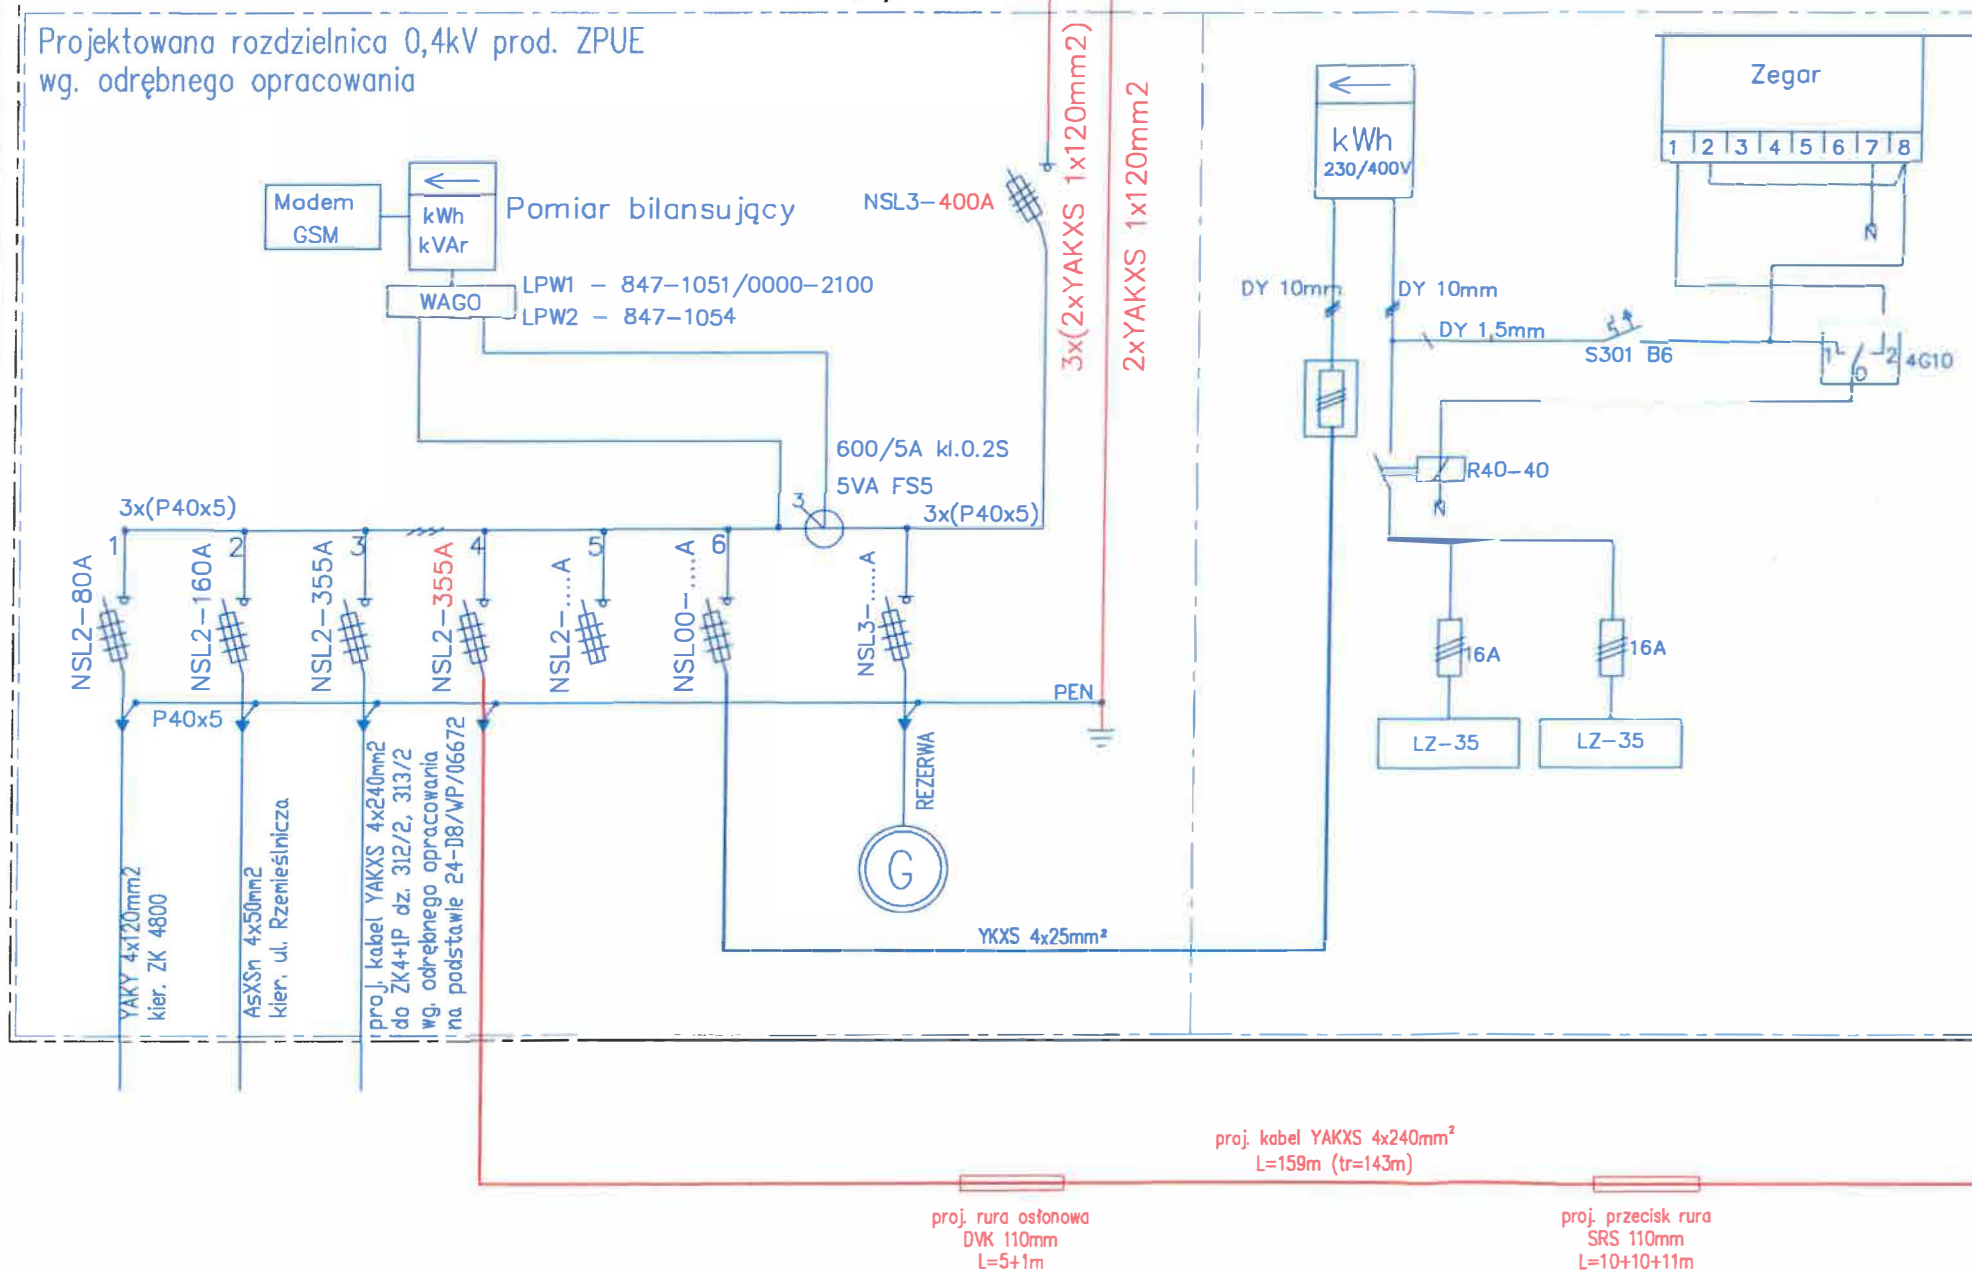 Projektowana rozdzielnica 0,4kV prod. ZPUE
wg. odrębnego opracowania
Modem
GSM
kWh
kVAr
Pomiar bilansujący
WAGO
LPW1 – 847–1051/0000–2100
LPW2 – 847–1054
NSL3–400A
3x(2xYAKXS 1x120mm2)
2xYAKXS 1x120mm2
kWh
230/400V
Zegar
1 2 3 4 5 6 7 8
N
DY 10mm
DY 10mm
DY 1,5mm
S301 B6
1 0 2
4G10
R40–40
N
16A
16A
LZ–35
LZ–35
600/5A kl.0.2S
5VA FS5
3
3x(P40x5)
3x(P40x5)
1
2
3
4
5
6
NSL2–80A
NSL2–160A
NSL2–355A
NSL2–355A
NSL2–....A
NSL00–.....A
NSL3–....A
P40x5
PEN
REZERWA
G
YAKY 4x120mm2
kier. ZK 4800
AsXSn 4x50mm2
kier. ul. Rzemieślnicza
proj. kabel YAKXS 4x240mm2
do ZK4+1P dz. 312/2, 313/2
wg. odrebnego opracowania
na podstawie 24-D8/WP/06672
YKXS 4x25mm²
proj. kabel YAKXS 4x240mm²
L=159m (tr=143m)
proj. rura osłonowa
DVK 110mm
L=5+1m
proj. przecisk rura
SRS 110mm
L=10+10+11m